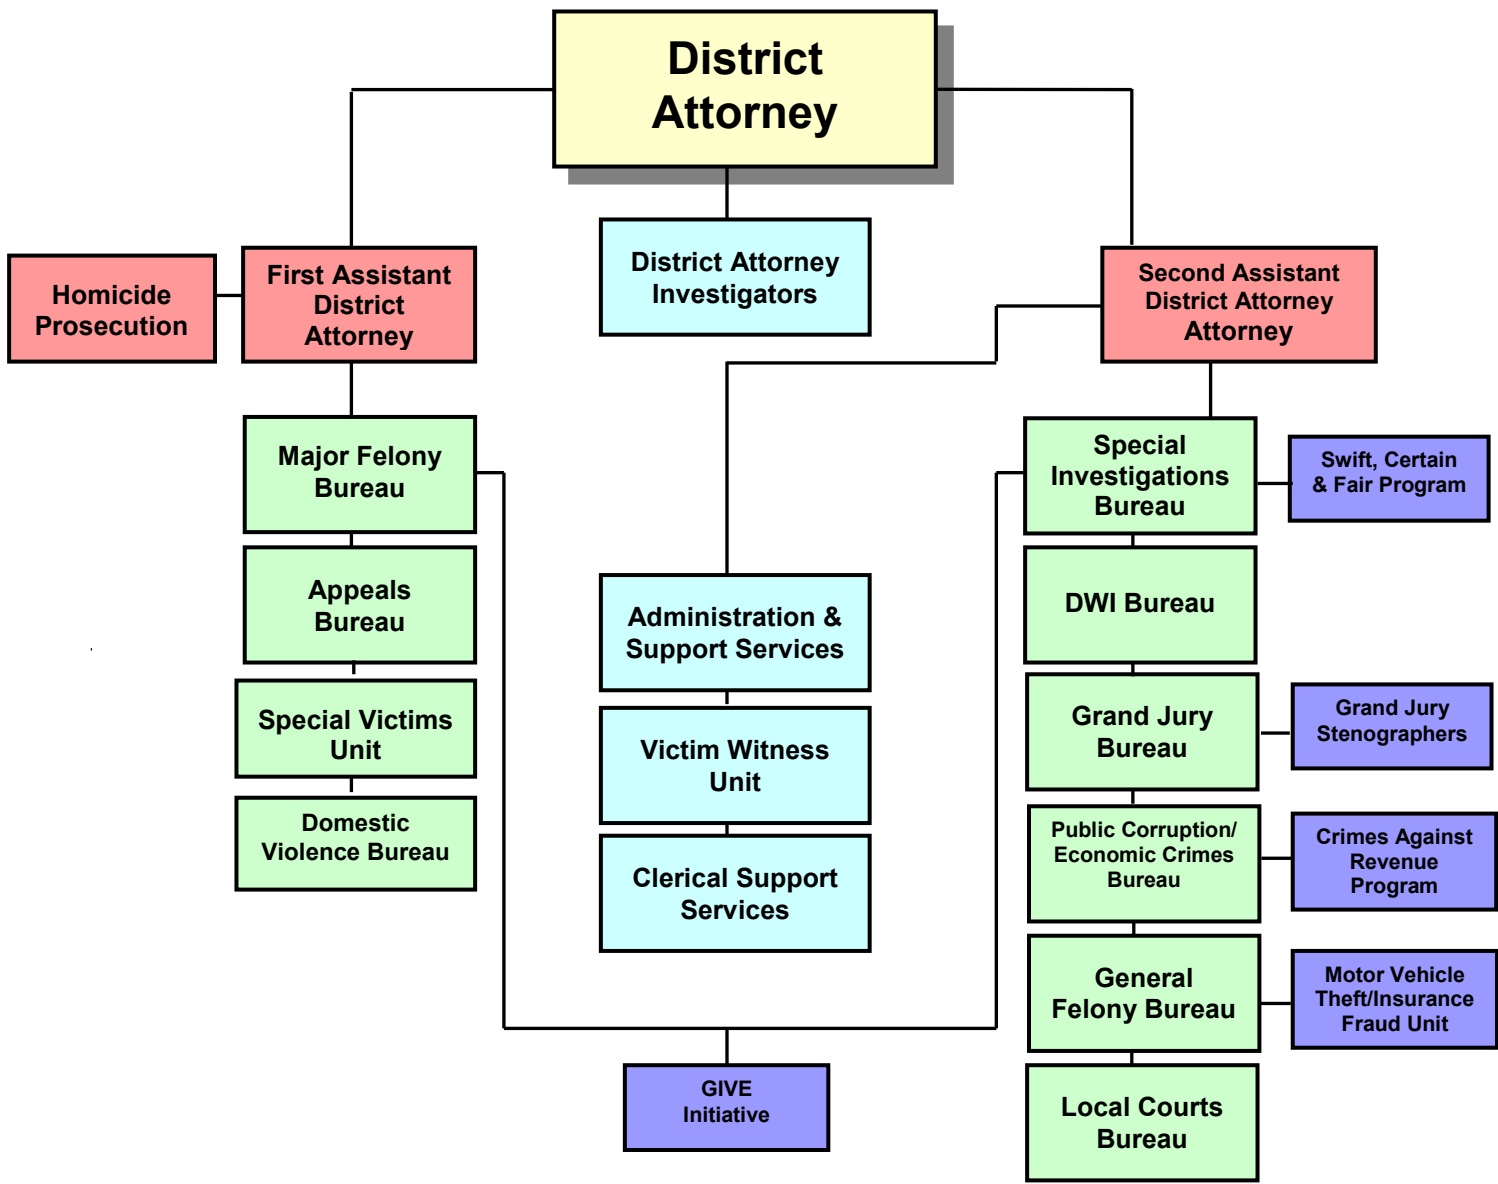 District
Attorney
District Attorney
Investigators
Homicide
Prosecution
First Assistant
District
Attorney
Second Assistant
District Attorney
Attorney
Major Felony
Bureau
Appeals
Bureau
Special Victims
Unit
Domestic
Violence Bureau
Administration &
Support Services
Victim Witness
Unit
Clerical Support
Services
GIVE
Initiative
Special
Investigations
Bureau
Swift, Certain
& Fair Program
DWI Bureau
Grand Jury
Bureau
Grand Jury
Stenographers
Public Corruption/
Economic Crimes
Bureau
Crimes Against
Revenue
Program
General
Felony Bureau
Motor Vehicle
Theft/Insurance
Fraud Unit
Local Courts
Bureau